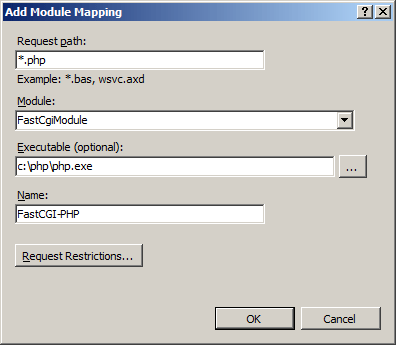 Add Module Mapping
Request path:
*.php
Example: *.bas, wsvc.axd
Module:
FastCgiModule
Executable (optional):
c:\php\php.exe
...
Name:
FastCGI-PHP
Request Restrictions...
OK Cancel